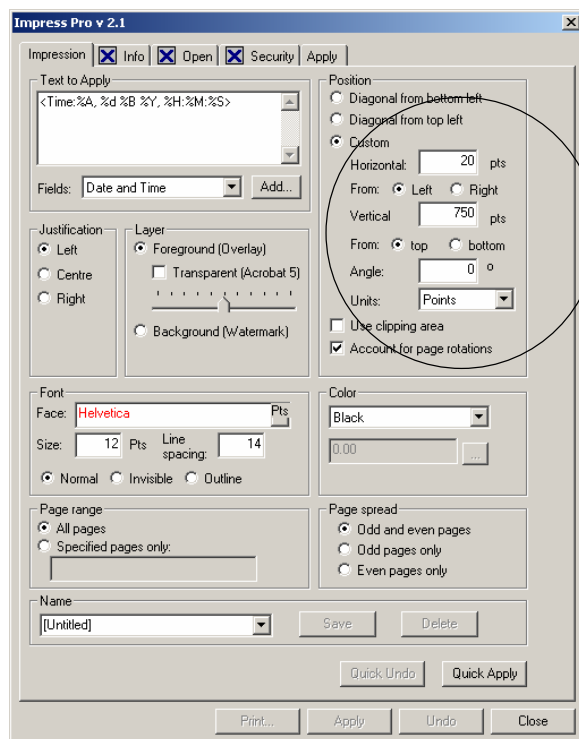 Impress Pro v 2.1
Impression Info Open Security Apply
Text to Apply
<Time:%A, %d %B %Y, %H:%M:%S>
Fields: Date and Time Add...
Justification
Left
Centre
Right
Layer
Foreground (Overlay)
Transparent (Acrobat 5)
Background (Watermark)
Position
Diagonal from bottom left
Diagonal from top left
Custom
Horizontal: 20 pts
From: Left Right
Vertical 750 pts
From: top bottom
Angle: 0 º
Units: Points
Use clipping area
Account for page rotations
Font
Face: Helvetica Pts
Size: 12 Pts Line spacing: 14
Normal Invisible Outline
Color
Black
0.00 ...
Page range
All pages
Specified pages only:
Page spread
Odd and even pages
Odd pages only
Even pages only
Name
[Untitled] Save Delete
Quick Undo Quick Apply
Print... Apply Undo Close